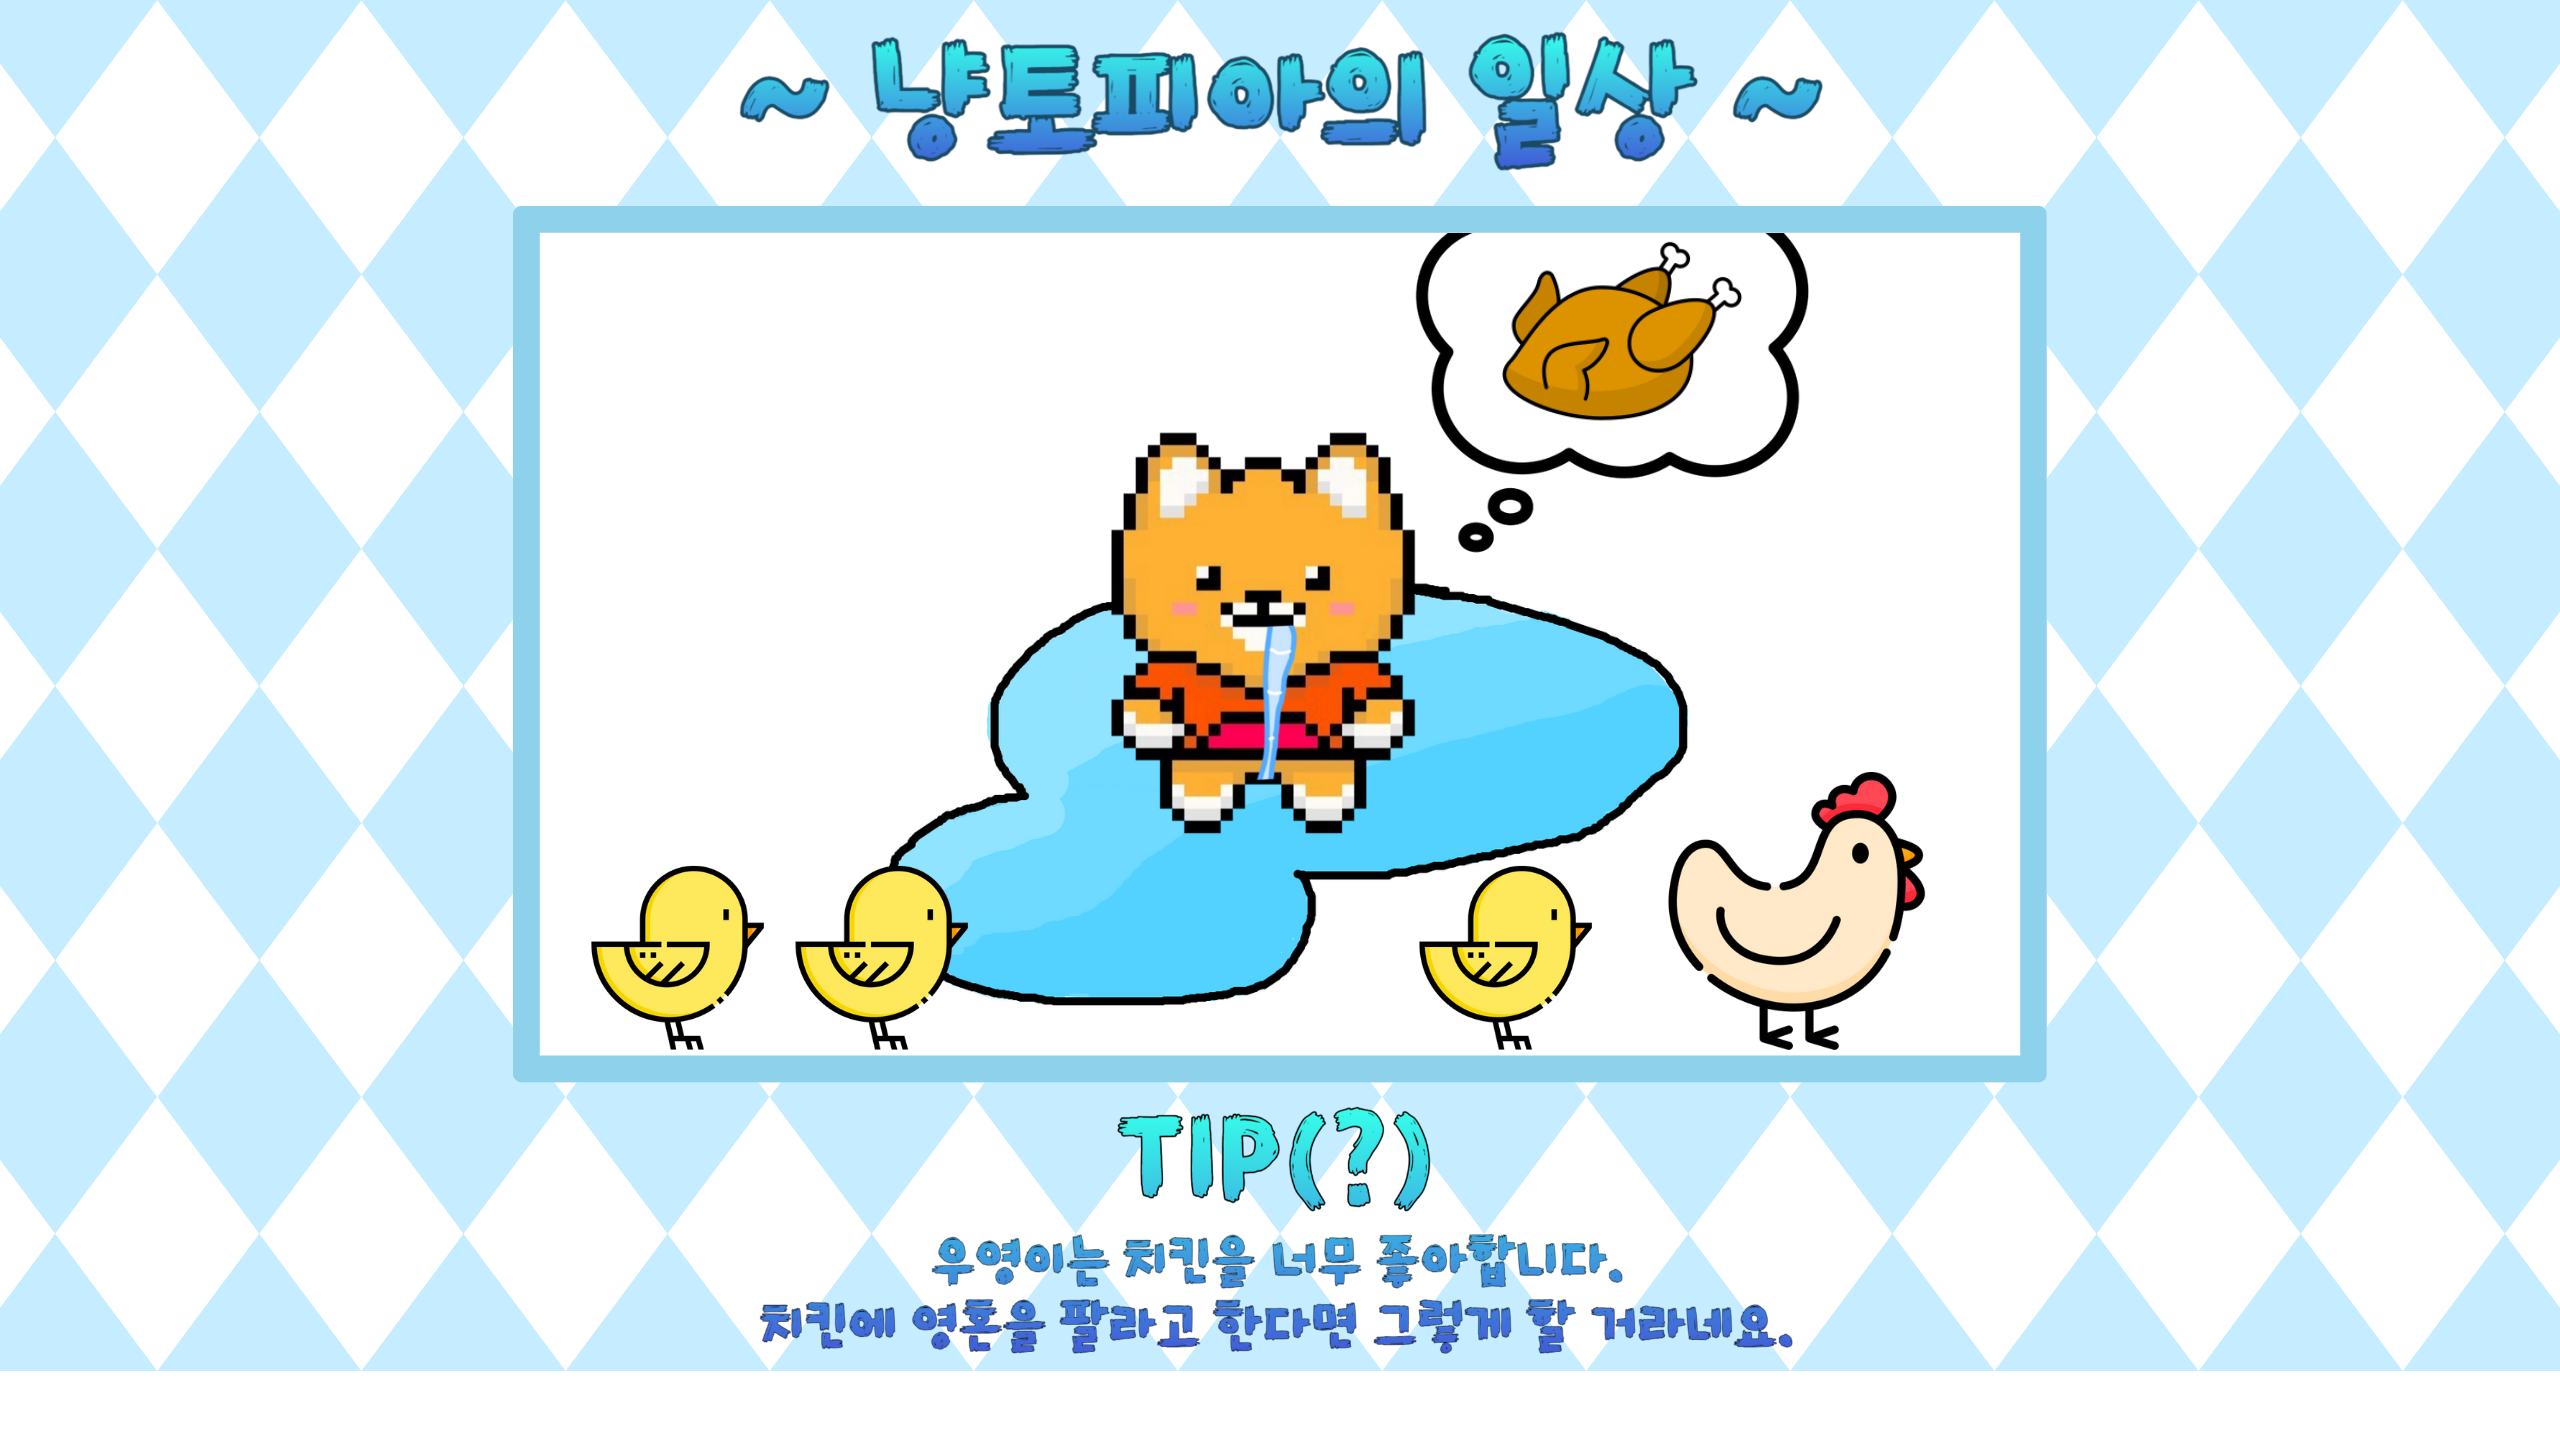 ~ 냥토피아의 일상 ~
TIP(?)
우영이는 치킨을 너무 좋아합니다.
치킨에 영혼을 팔라고 한다면 그렇게 할 거라네요.